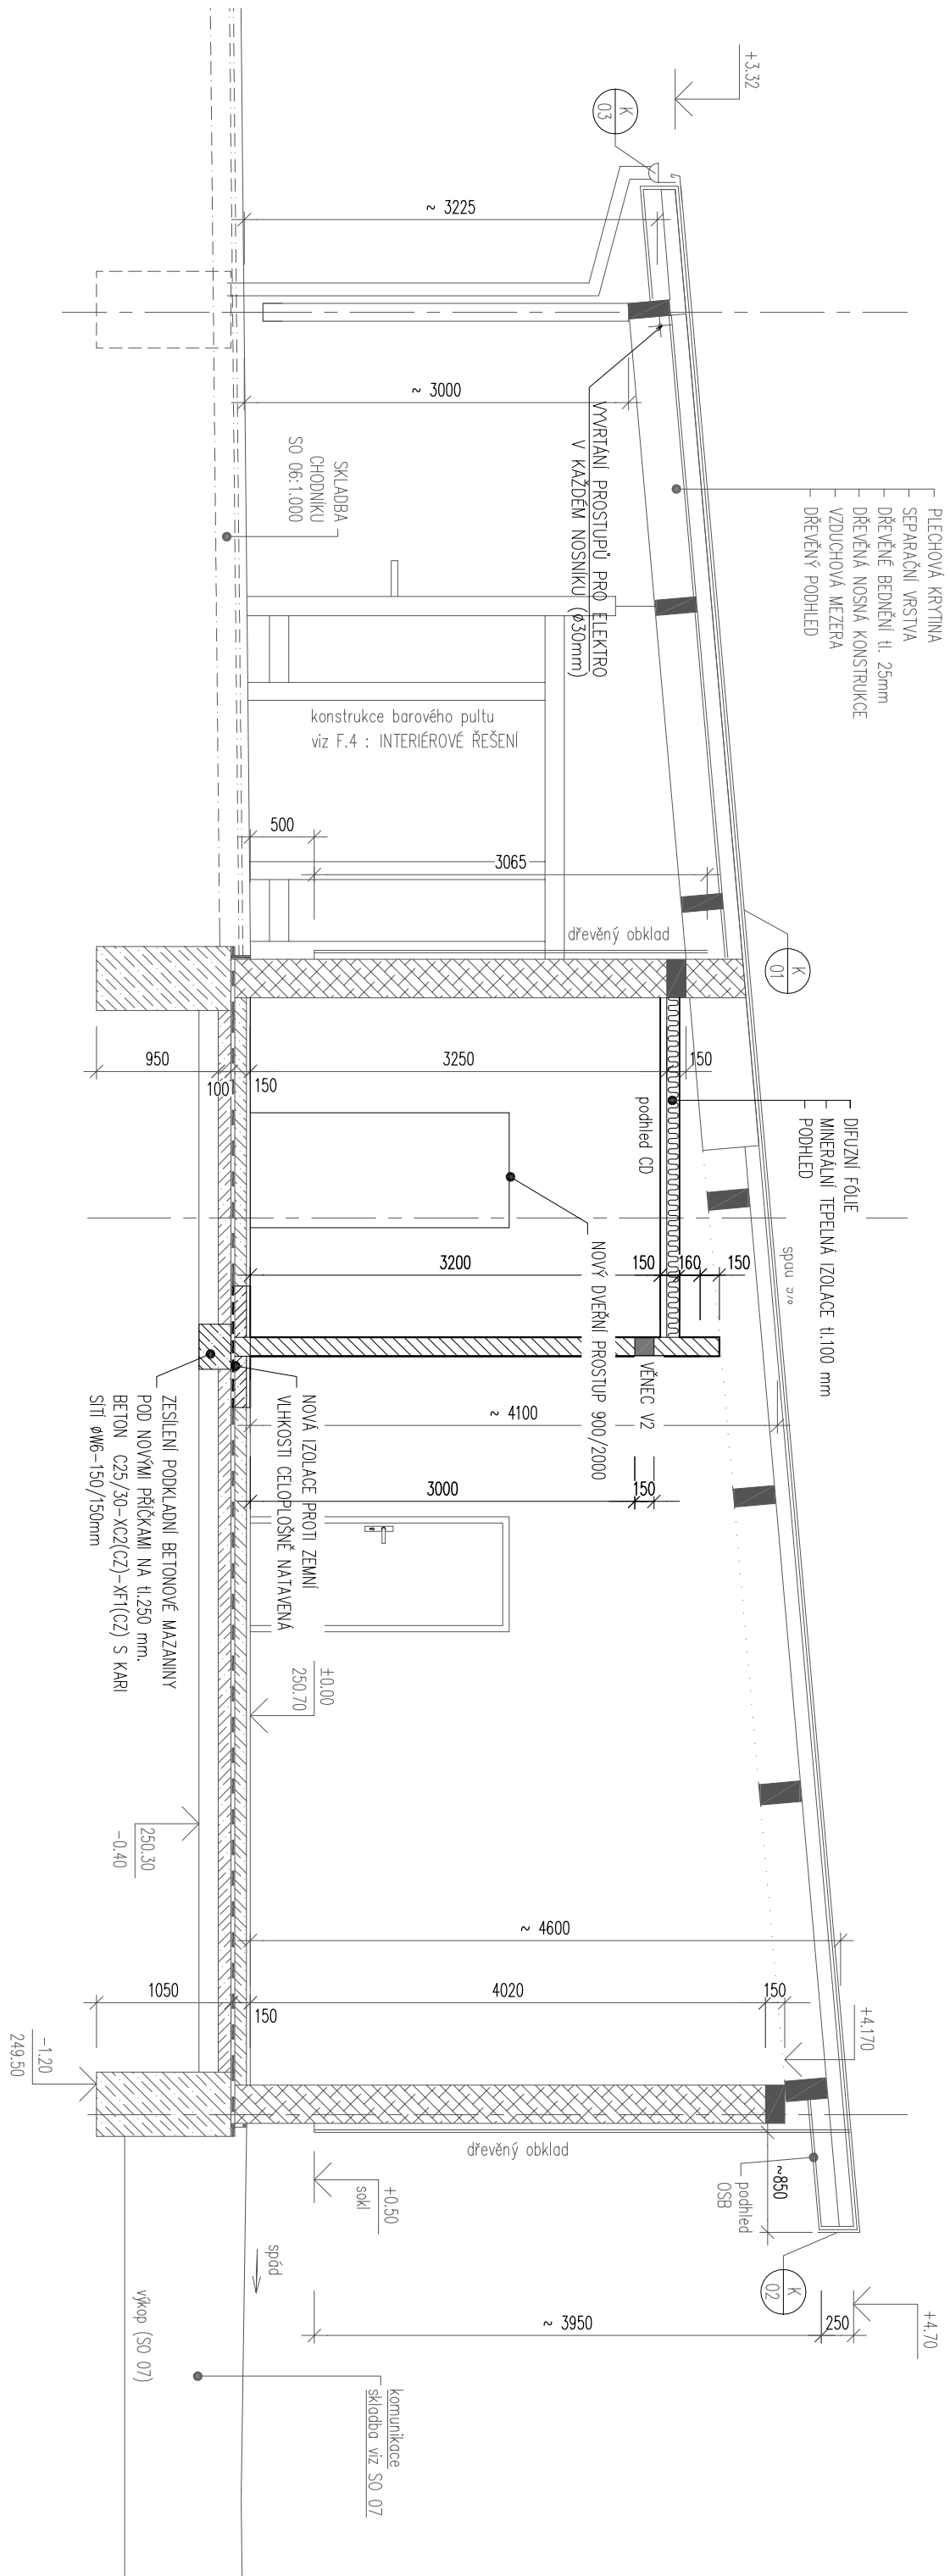 +3.32
K
03
~ 3225
~ 3000
PLECHOVÁ KRYTINA
SEPARAČNÍ VRSTVA
DŘEVĚNÉ BEDNĚNÍ tl. 25mm
DŘEVĚNÁ NOSNÁ KONSTRUKCE
VZDUCHOVÁ MEZERA
DŘEVĚNÝ PODHLED
VYVRTÁNÍ PROSTUPŮ PRO ELEKTRO
V KAŽDÉM NOSNÍKU (ø30mm)
SKLADBA
CHODNÍKU
SO 06:1.000
konstrukce barového pultu
viz F.4 : INTERIÉROVÉ ŘEŠENÍ
500
3065
dřevěný obklad
K
01
950
100
150
3250
150
DIFUZNÍ FÓLIE
MINERÁLNÍ TEPELNÁ IZOLACE tl.100 mm
PODHLED
podhled CD
NOVÝ DVEŘNÍ PROSTUP 900/2000
3200
150
160
150
VĚNEC V2
~ 4100
3000
150
NOVÁ IZOLACE PROTI ZEMNÍ
VLHKOSTI CELOPLOŠNĚ NATAVENÁ
ZESÍLENÍ PODKLADNÍ BETONOVÉ MAZANINY
POD NOVÝMI PŘÍČKAMI NA tl.250 mm.
BETON C25/30-XC2(CZ)-XF1(CZ) S KARI
SÍTÍ øW6-150/150mm
±0.00
250.70
250.30
-0.40
~ 4600
1050
150
4020
150
+4.170
-1.20
249.50
dřevěný obklad
~850
podhled
OSB
+0.50
sokl
K
02
spád
~ 3950
250
+4.70
výkop (SO 07)
komunikace
skladba viz SO 07